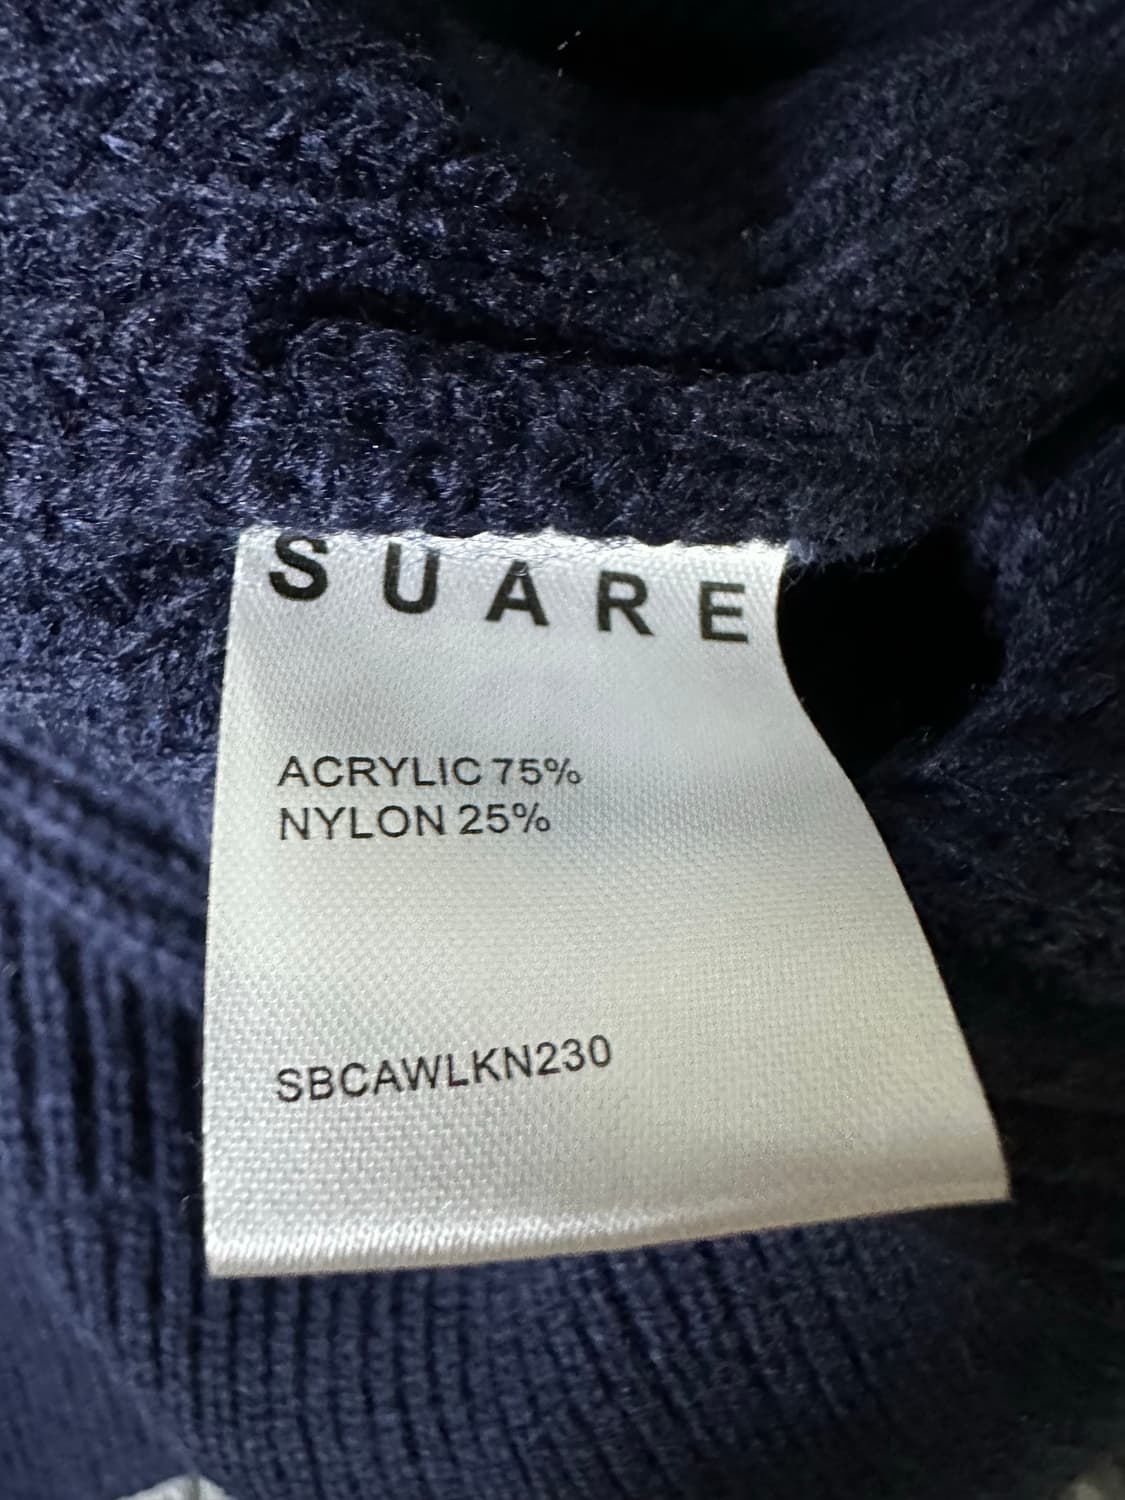 SUARE
ACRYLIC 75%
NYLON 25%
SBCAWLKN230